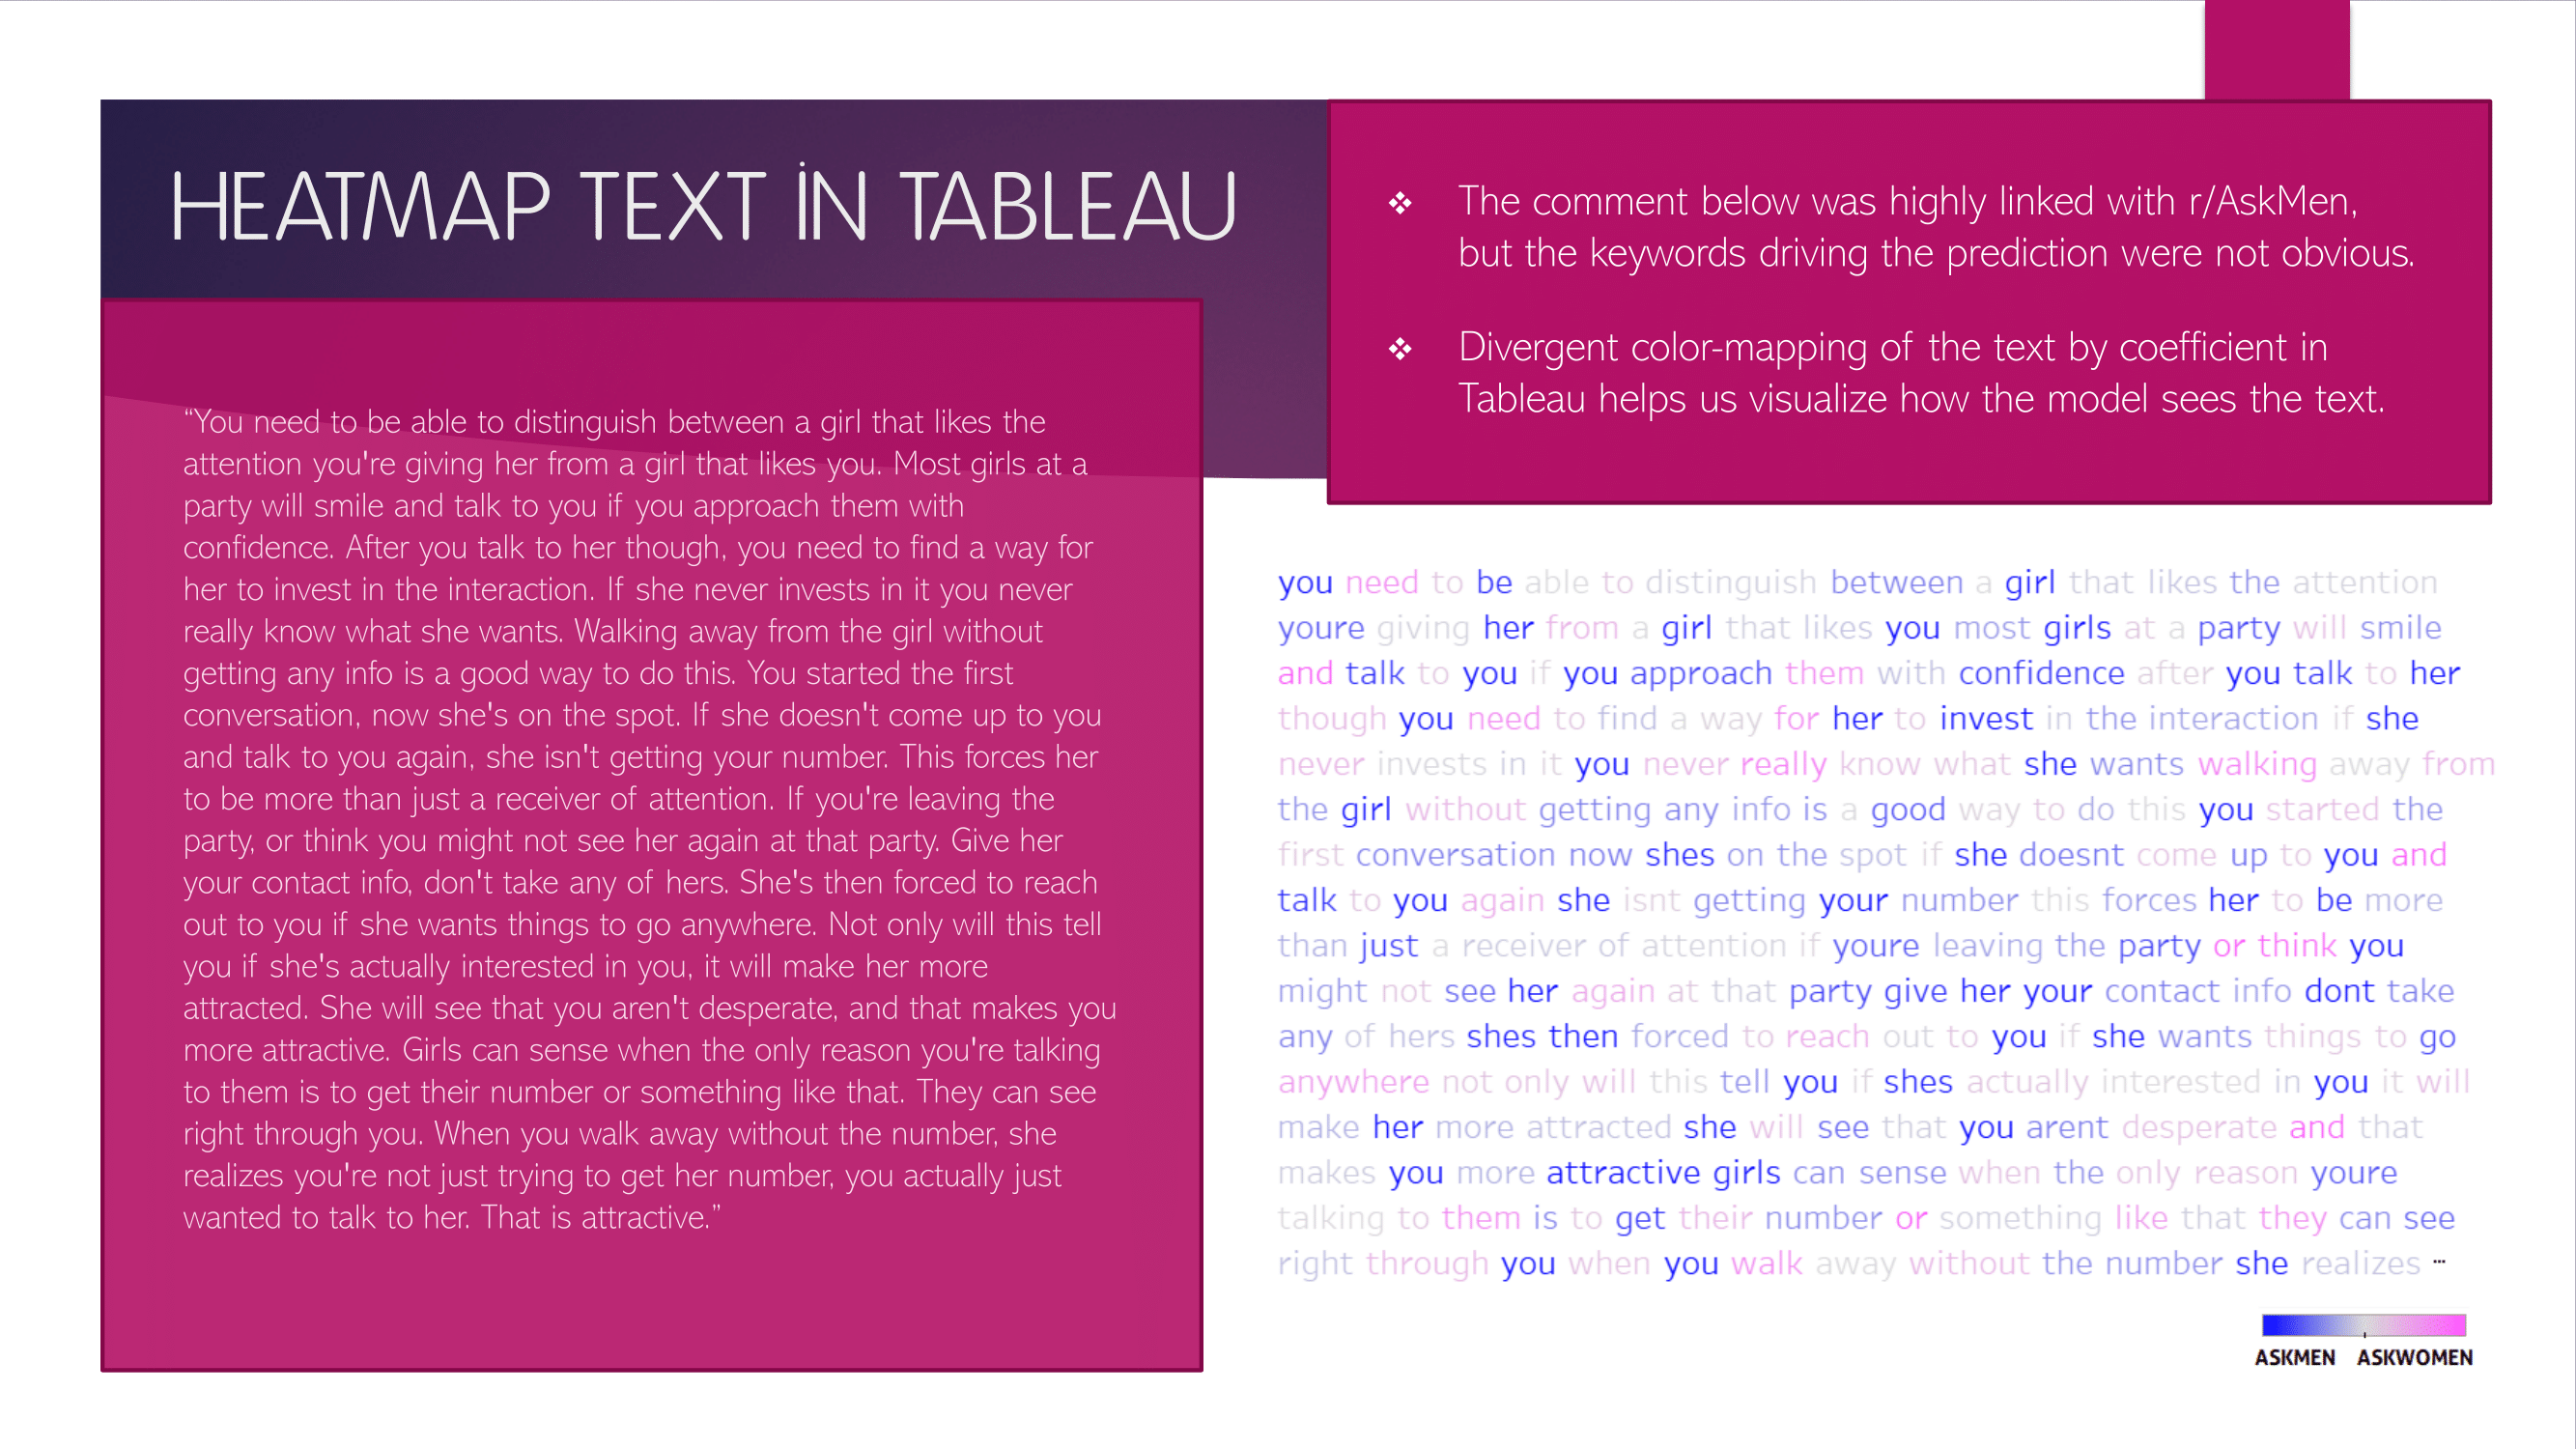 HEATMAP TEXT IN TABLEAU
❖ The comment below was highly linked with r/AskMen,
but the keywords driving the prediction were not obvious.
❖ Divergent color-mapping of the text by coefficient in
Tableau helps us visualize how the model sees the text.
“You need to be able to distinguish between a girl that likes the
attention you're giving her from a girl that likes you. Most girls at a
party will smile and talk to you if you approach them with
confidence. After you talk to her though, you need to find a way for
her to invest in the interaction. If she never invests in it you never
really know what she wants. Walking away from the girl without
getting any info is a good way to do this. You started the first
conversation, now she's on the spot. If she doesn't come up to you
and talk to you again, she isn't getting your number. This forces her
to be more than just a receiver of attention. If you're leaving the
party, or think you might not see her again at that party. Give her
your contact info, don't take any of hers. She's then forced to reach
out to you if she wants things to go anywhere. Not only will this tell
you if she's actually interested in you, it will make her more
attracted. She will see that you aren't desperate, and that makes you
more attractive. Girls can sense when the only reason you're talking
to them is to get their number or something like that. They can see
right through you. When you walk away without the number, she
realizes you're not just trying to get her number, you actually just
wanted to talk to her. That is attractive.”
you need to be able to distinguish between a girl that likes the attention
youre giving her from a girl that likes you most girls at a party will smile
and talk to you if you approach them with confidence after you talk to her
though you need to find a way for her to invest in the interaction if she
never invests in it you never really know what she wants walking away from
the girl without getting any info is a good way to do this you started the
first conversation now shes on the spot if she doesnt come up to you and
talk to you again she isnt getting your number this forces her to be more
than just a receiver of attention if youre leaving the party or think you
might not see her again at that party give her your contact info dont take
any of hers shes then forced to reach out to you if she wants things to go
anywhere not only will this tell you if shes actually interested in you it will
make her more attracted she will see that you arent desperate and that
makes you more attractive girls can sense when the only reason youre
talking to them is to get their number or something like that they can see
right through you when you walk away without the number she realizes ...
ASKMEN ASKWOMEN